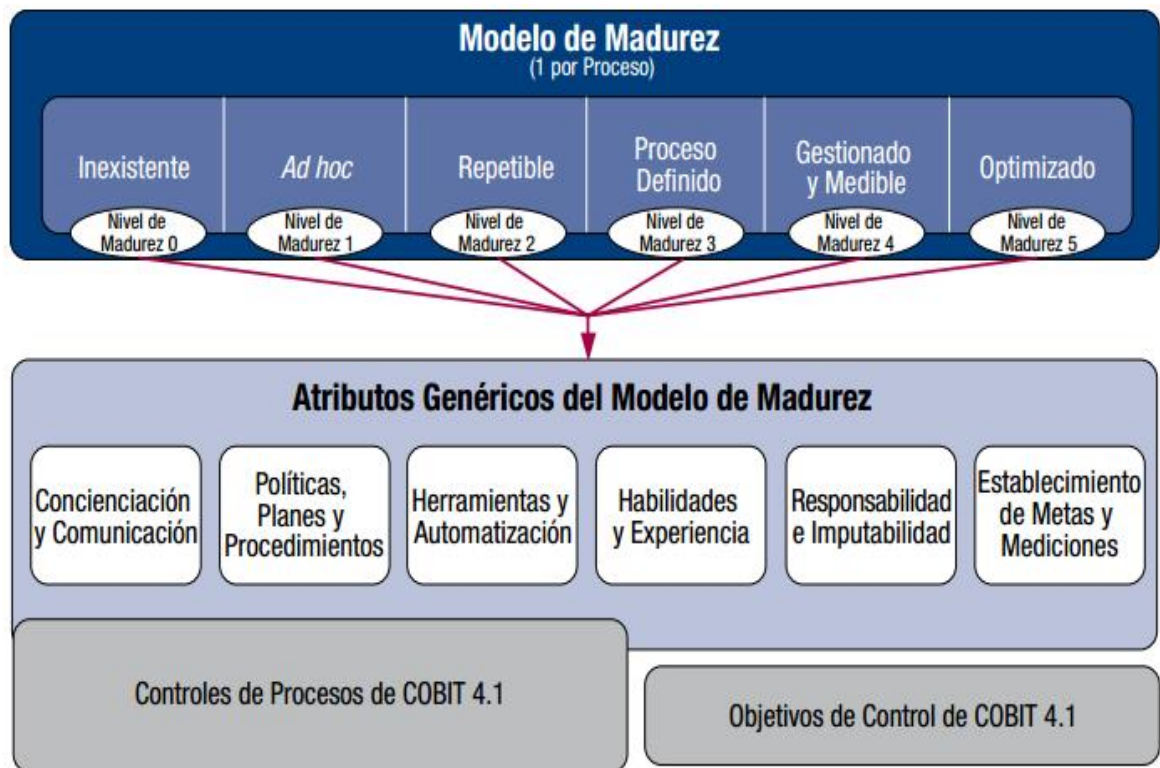 Modelo de Madurez
(1 por Proceso)
Inexistente
Ad hoc
Repetible
Proceso
Definido
Gestionado
y Medible
Optimizado
Nivel de
Madurez 0
Nivel de
Madurez 1
Nivel de
Madurez 2
Nivel de
Madurez 3
Nivel de
Madurez 4
Nivel de
Madurez 5
Atributos Genéricos del Modelo de Madurez
Concienciación
y Comunicación
Políticas,
Planes y
Procedimientos
Herramientas y
Automatización
Habilidades
y Experiencia
Responsabilidad
e Imputabilidad
Establecimiento
de Metas y
Mediciones
Controles de Procesos de COBIT 4.1
Objetivos de Control de COBIT 4.1